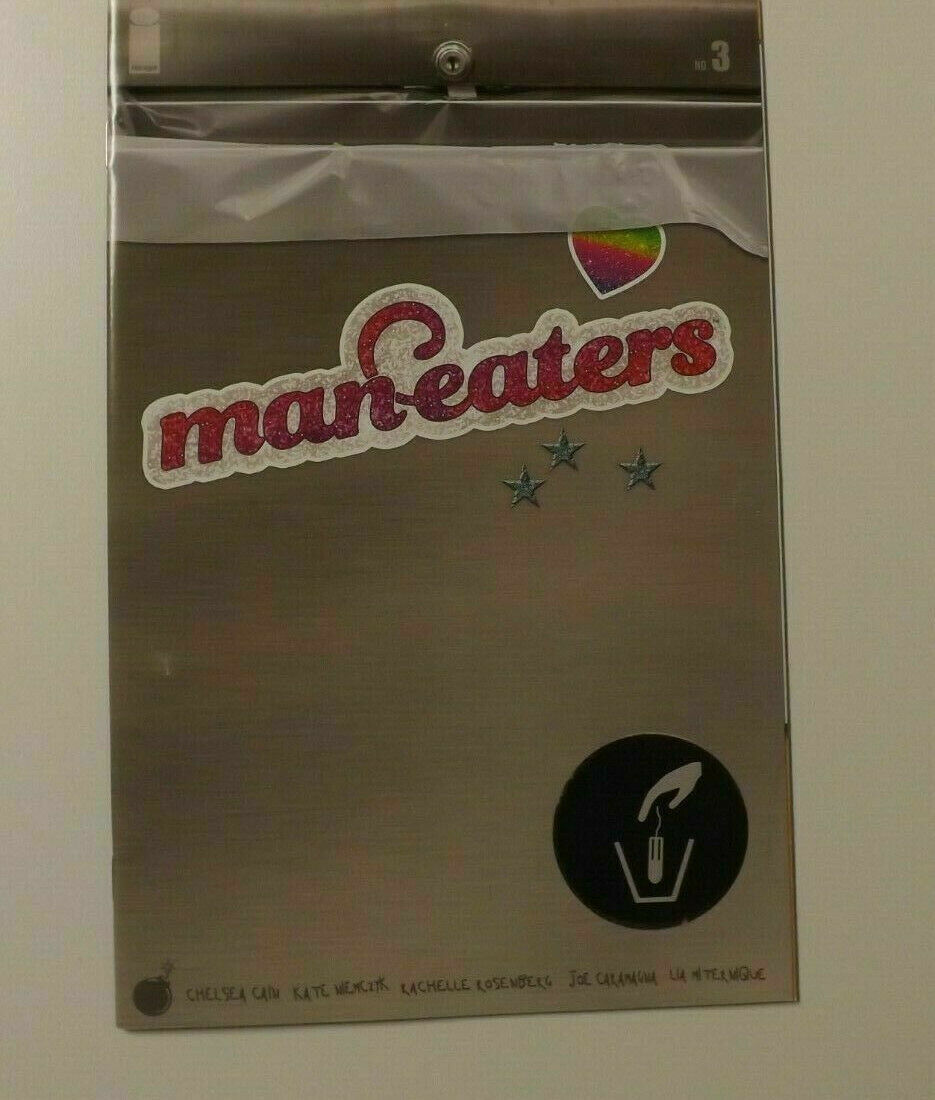 NO 3
man-eaters
CHELSEA CAIN KATE NIEMCZYK RACHELLE ROSENBERG JOE CARAMAGNA LIA MITERNIQUE